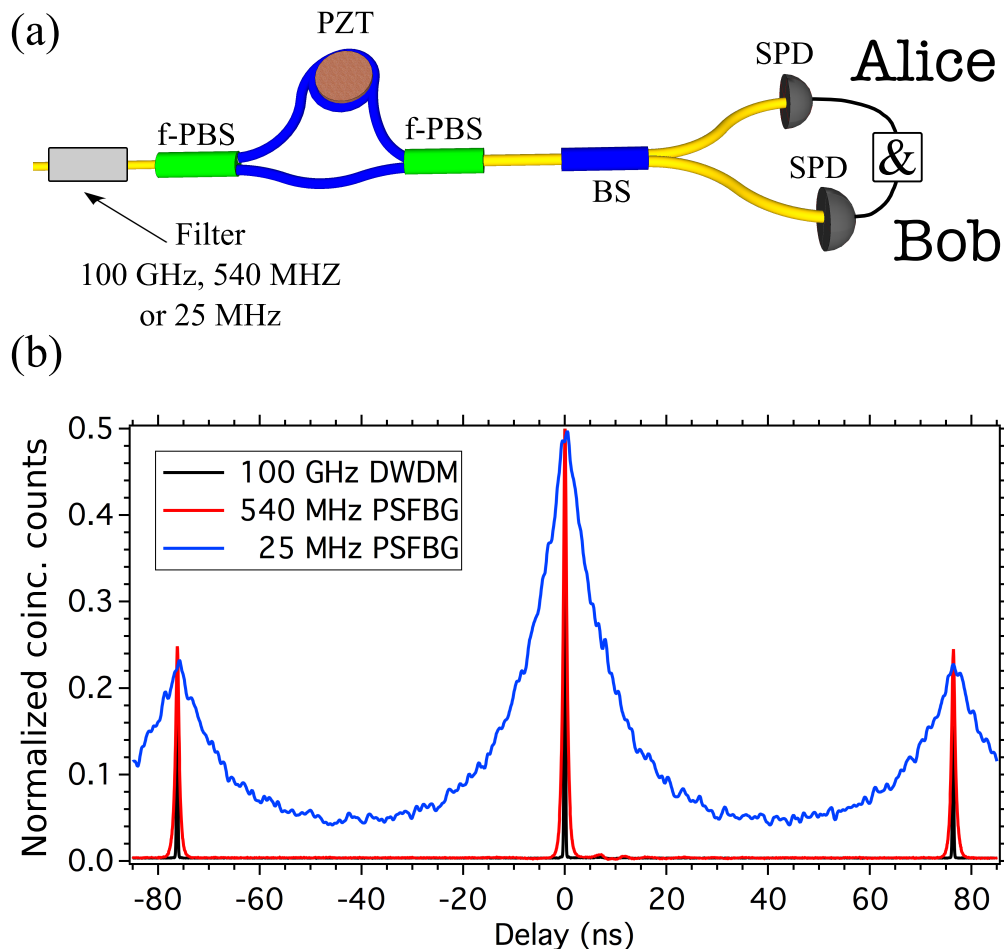 (a)
PZT
SPD
Alice
f-PBS
f-PBS
&
BS
SPD
Bob
Filter
100 GHz, 540 MHZ
or 25 MHz
(b)
Normalized coinc. counts
0.5
0.4
0.3
0.2
0.1
0.0
100 GHz DWDM
540 MHz PSFBG
25 MHz PSFBG
-80
-60
-40
-20
0
20
40
60
80
Delay (ns)